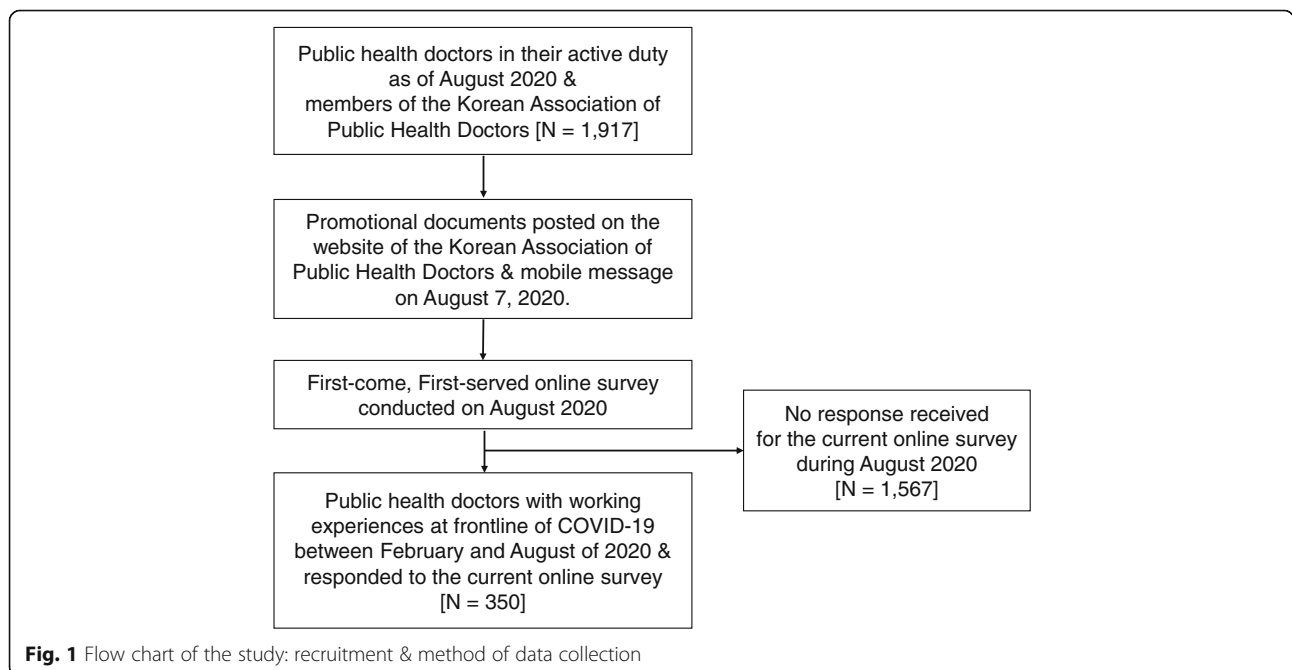 Public health doctors in their active duty
as of August 2020 &
members of the Korean Association of
Public Health Doctors [N = 1,917]
Promotional documents posted on the
website of the Korean Association of
Public Health Doctors & mobile message
on August 7, 2020.
First-come, First-served online survey
conducted on August 2020
No response received
for the current online survey
during August 2020
[N = 1,567]
Public health doctors with working
experiences at frontline of COVID-19
between February and August of 2020 &
responded to the current online survey
[N = 350]
Fig. 1 Flow chart of the study: recruitment & method of data collection